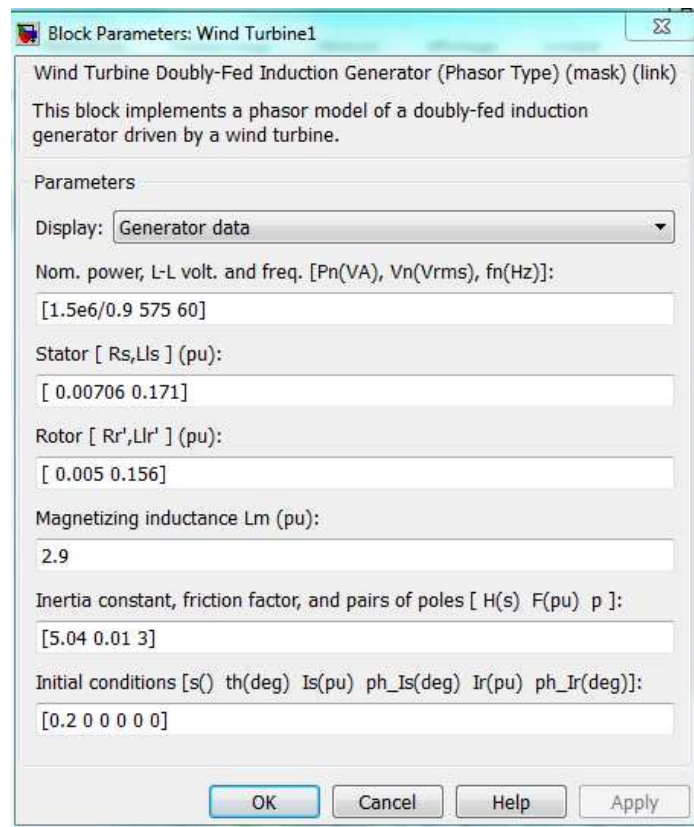 Block Parameters: Wind Turbine1
Wind Turbine Doubly-Fed Induction Generator (Phasor Type) (mask) (link)
This block implements a phasor model of a doubly-fed induction
generator driven by a wind turbine.
Parameters
Display: Generator data
Nom. power, L-L volt. and freq. [Pn(VA), Vn(Vrms), fn(Hz)]:
[1.5e6/0.9 575 60]
Stator [ Rs,Lls ] (pu):
[ 0.00706 0.171]
Rotor [ Rr',Llr' ] (pu):
[ 0.005 0.156]
Magnetizing inductance Lm (pu):
2.9
Inertia constant, friction factor, and pairs of poles [ H(s) F(pu) p ]:
[5.04 0.01 3]
Initial conditions [s() th(deg) Is(pu) ph_Is(deg) Ir(pu) ph_Ir(deg)]:
[0.2 0 0 0 0 0]
OK Cancel Help Apply